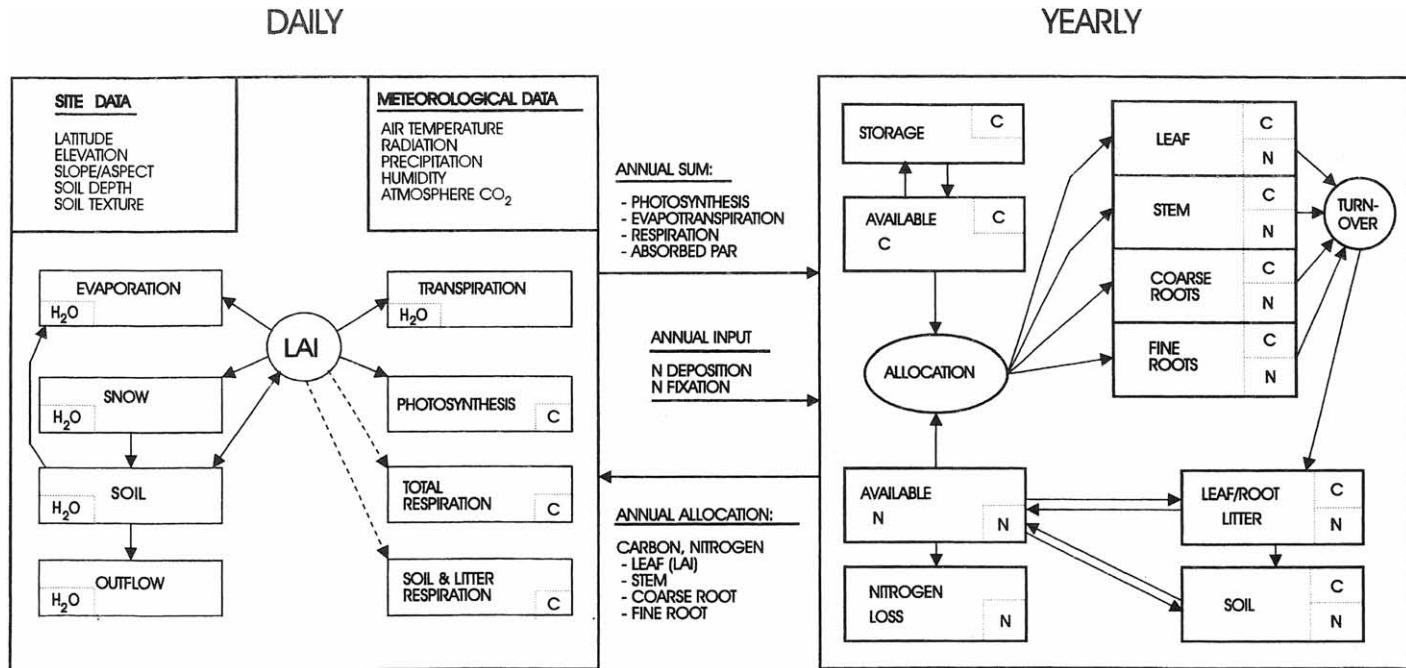 DAILY
YEARLY
SITE DATA
LATITUDE
ELEVATION
SLOPE/ASPECT
SOIL DEPTH
SOIL TEXTURE
METEOROLOGICAL DATA
AIR TEMPERATURE
RADIATION
PRECIPITATION
HUMIDITY
ATMOSPHERE CO₂
EVAPORATION
H₂O
TRANSPIRATION
H₂O
LAI
SNOW
H₂O
PHOTOSYNTHESIS
C
SOIL
H₂O
TOTAL
RESPIRATION
C
OUTFLOW
H₂O
SOIL & LITTER
RESPIRATION
C
ANNUAL SUM:
- PHOTOSYNTHESIS
- EVAPOTRANSPIRATION
- RESPIRATION
- ABSORBED PAR
ANNUAL INPUT
N DEPOSITION
N FIXATION
ANNUAL ALLOCATION:
CARBON, NITROGEN
- LEAF (LAI)
- STEM
- COARSE ROOT
- FINE ROOT
STORAGE
C
AVAILABLE
C
C
ALLOCATION
LEAF
C
N
STEM
C
N
COARSE
ROOTS
C
N
FINE
ROOTS
C
N
TURN-
OVER
AVAILABLE
N
N
LEAF/ROOT
LITTER
C
N
NITROGEN
LOSS
N
SOIL
C
N